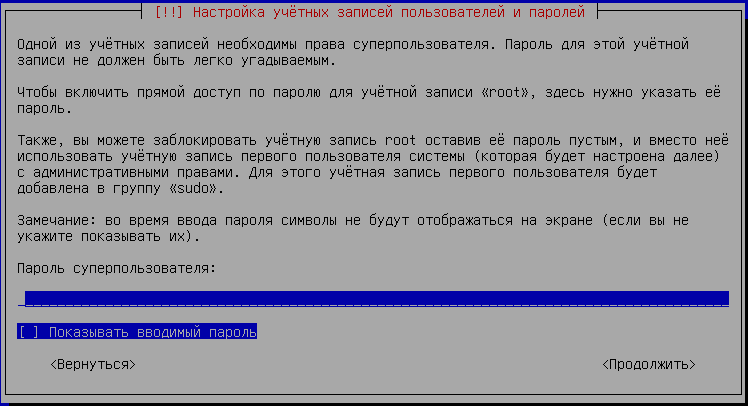 [!!] Настройка учётных записей пользователей и паролей
Одной из учётных записей необходимы права суперпользователя. Пароль для этой учётной
записи не должен быть легко угадываемым.
Чтобы включить прямой доступ по паролю для учётной записи «root», здесь нужно указать её
пароль.
Также, вы можете заблокировать учётную запись root оставив её пароль пустым, и вместо неё
использовать учётную запись первого пользователя системы (которая будет настроена далее)
с административными правами. Для этого учётная запись первого пользователя будет
добавлена в группу «sudo».
Замечание: во время ввода пароля символы не будут отображаться на экране (если вы не
укажите показывать их).
Пароль суперпользователя:
[ ] Показывать вводимый пароль
<Вернуться> <Продолжить>